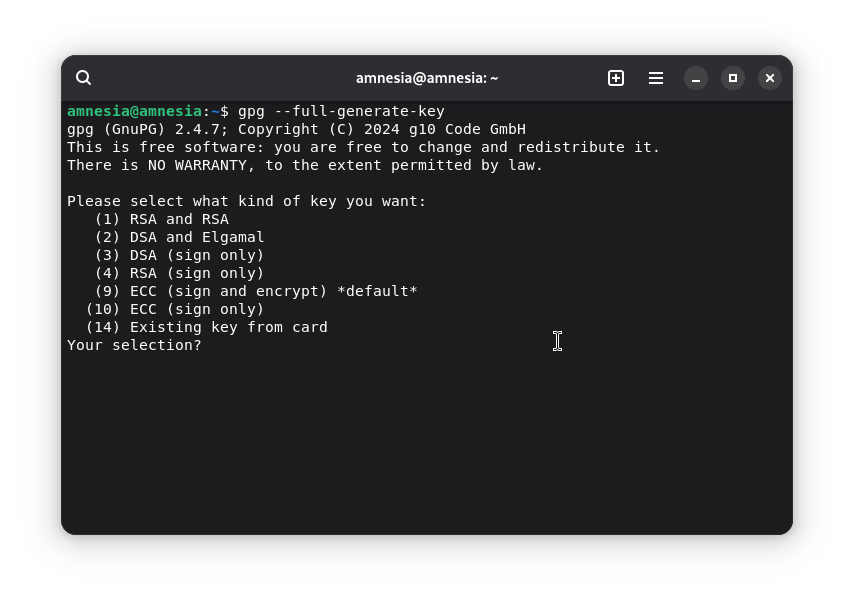 amnesia@amnesia: ~
amnesia@amnesia:~$ gpg --full-generate-key
gpg (GnuPG) 2.4.7; Copyright (C) 2024 g10 Code GmbH
This is free software: you are free to change and redistribute it.
There is NO WARRANTY, to the extent permitted by law.

Please select what kind of key you want:
   (1) RSA and RSA
   (2) DSA and Elgamal
   (3) DSA (sign only)
   (4) RSA (sign only)
   (9) ECC (sign and encrypt) *default*
  (10) ECC (sign only)
  (14) Existing key from card
Your selection?